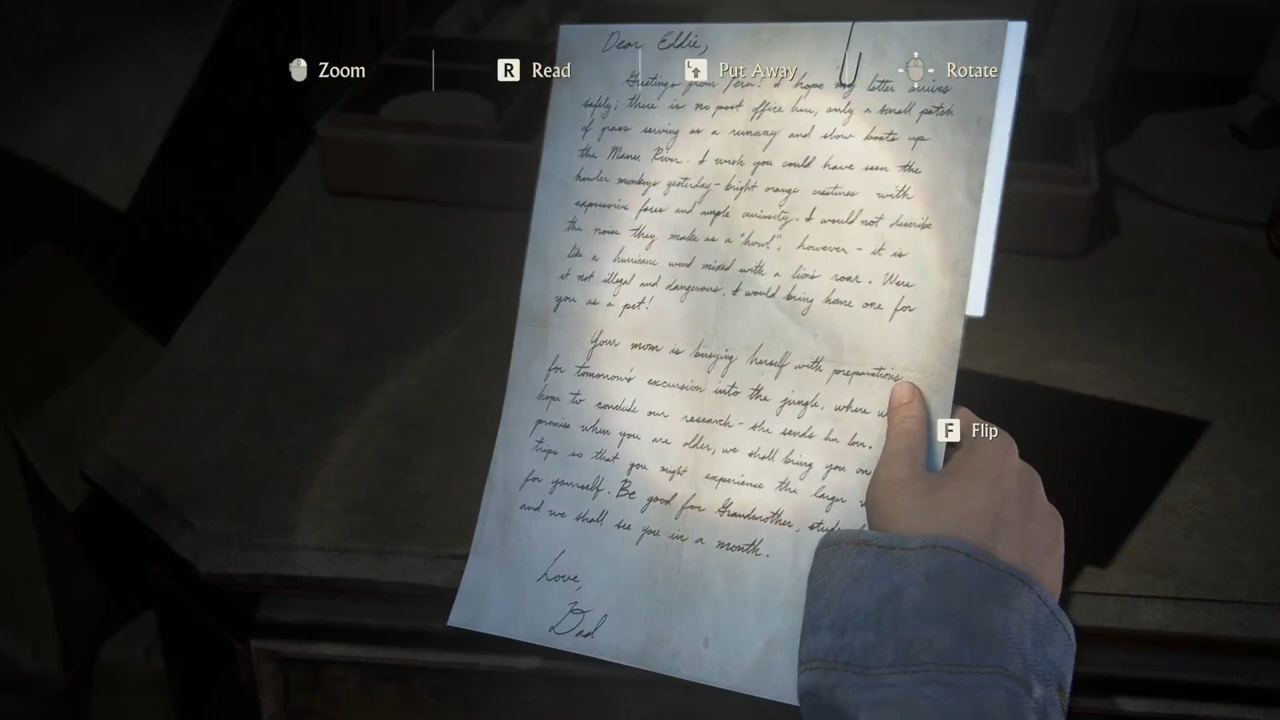 Zoom
R Read
Put Away
Rotate
Dear Eddie,
Greetings from Peru! I hope my letter arrives
safely; there is no post office here, only a small patch
of grass serving as a runway and slow boats up
the Manu River. I wish you could have seen the
howler monkeys yesterday - bright orange creatures with
expressive faces and ample curiosity. I would not describe
the noise they make as a "howl", however - it is
like a hurricane wind mixed with a lion's roar. Were
it not illegal and dangerous, I would bring home one for
you as a pet!
Your mom is busying herself with preparations
for tomorrow's excursion into the jungle, where
hope to conclude our research - she sends her love.
promise when you are older, we shall bring you on
trips so that you might experience the larger
for yourself. Be good for Grandmother,
and we shall see you in a month.
Love,
Dad
F Flip